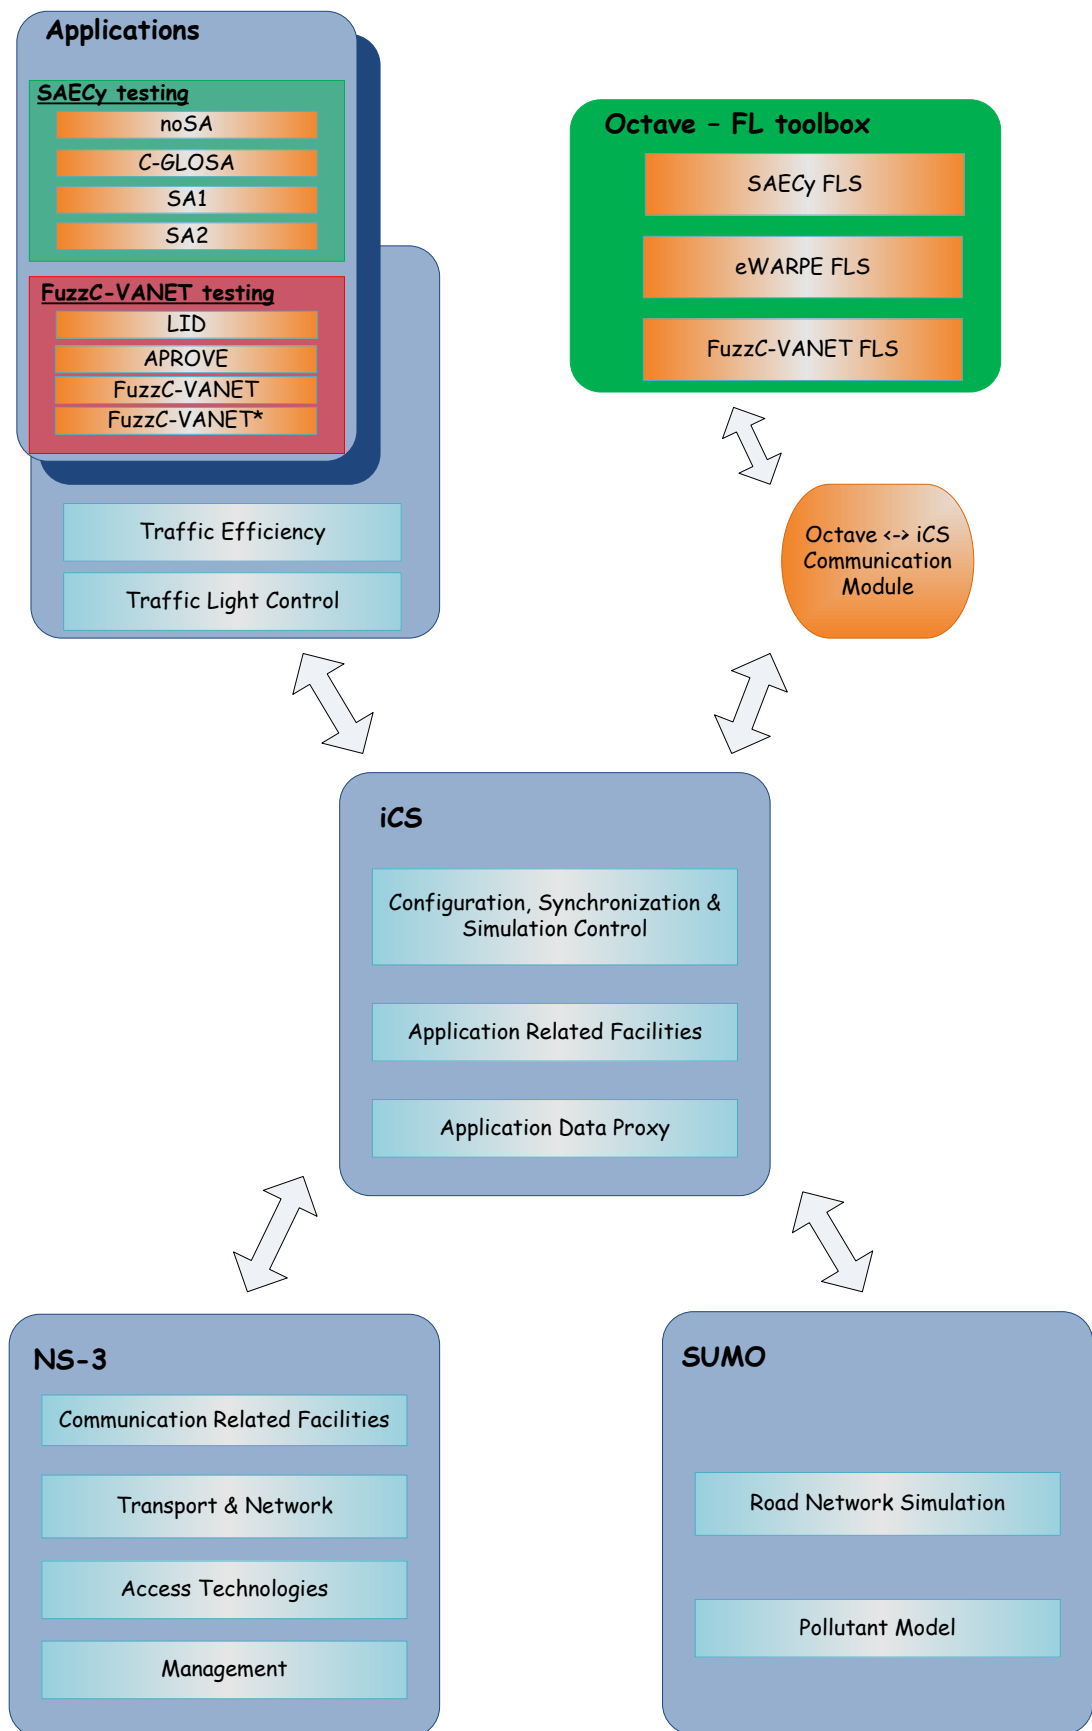 Applications
SAECy testing
noSA
C-GLOSA
SA1
SA2
FuzzC-VANET testing
LID
APROVE
FuzzC-VANET
FuzzC-VANET*
Traffic Efficiency
Traffic Light Control
Octave – FL toolbox
SAECy FLS
eWARPE FLS
FuzzC-VANET FLS
Octave <-> iCS
Communication
Module
iCS
Configuration, Synchronization &
Simulation Control
Application Related Facilities
Application Data Proxy
NS-3
Communication Related Facilities
Transport & Network
Access Technologies
Management
SUMO
Road Network Simulation
Pollutant Model